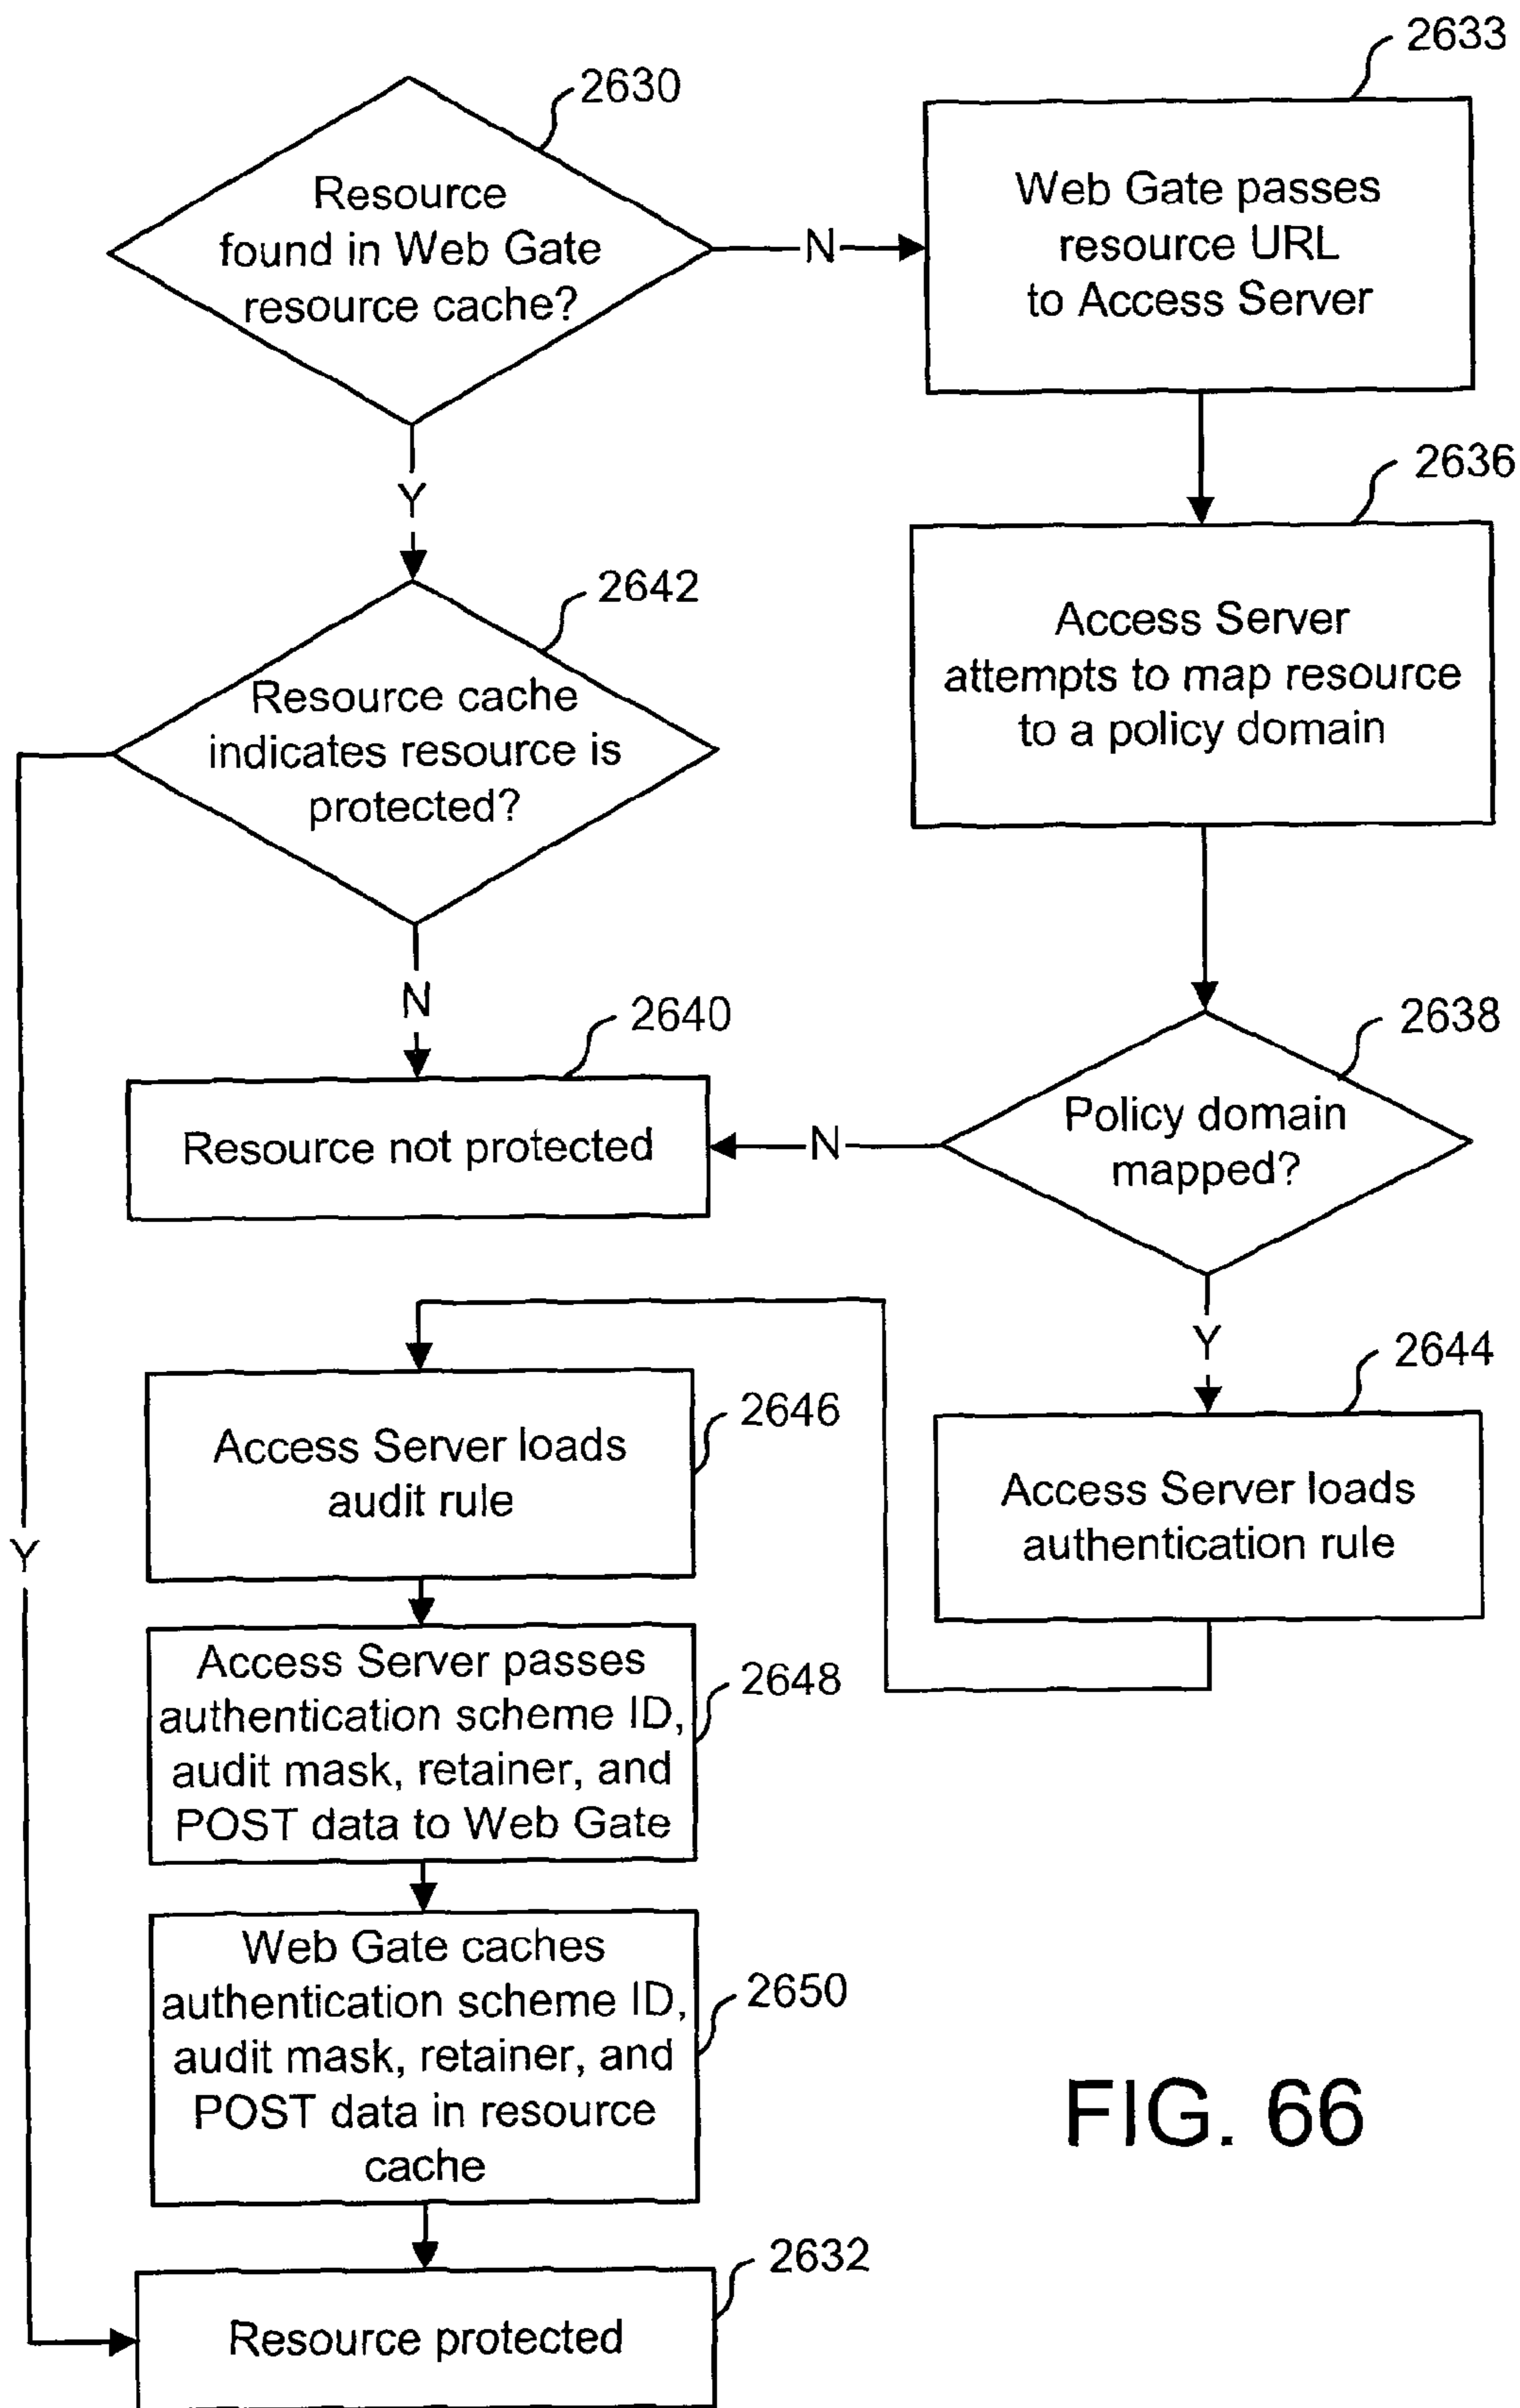 2630
Resource
found in Web Gate
resource cache?
N
2633
Web Gate passes
resource URL
to Access Server
Y
2636
Access Server
attempts to map resource
to a policy domain
2642
Resource cache
indicates resource is
protected?
N
2640
Resource not protected
2638
Policy domain
mapped?
N
Y
2644
Access Server loads
authentication rule
2646
Access Server loads
audit rule
Y
2648
Access Server passes
authentication scheme ID,
audit mask, retainer, and
POST data to Web Gate
2650
Web Gate caches
authentication scheme ID,
audit mask, retainer, and
POST data in resource
cache
2632
Resource protected
FIG. 66